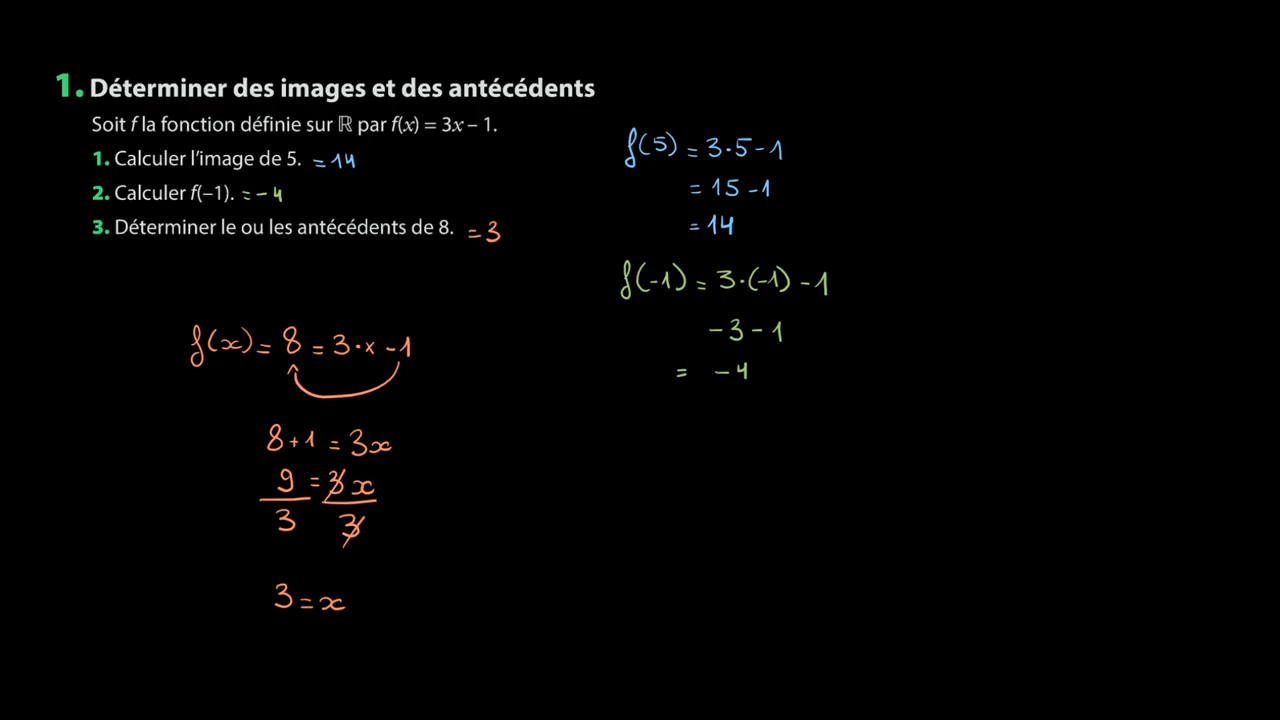 1. Déterminer des images et des antécédents
Soit f la fonction définie sur ℝ par f(x) = 3x – 1.
1. Calculer l’image de 5. = 14
2. Calculer f(–1). = -4
3. Déterminer le ou les antécédents de 8. = 3
f(5) = 3·5-1
= 15-1
= 14
f(-1) = 3·(-1)-1
-3-1
= -4
f(x) = 8 = 3·x-1
8+1 = 3x
9 = 3x
3 3
3 = x